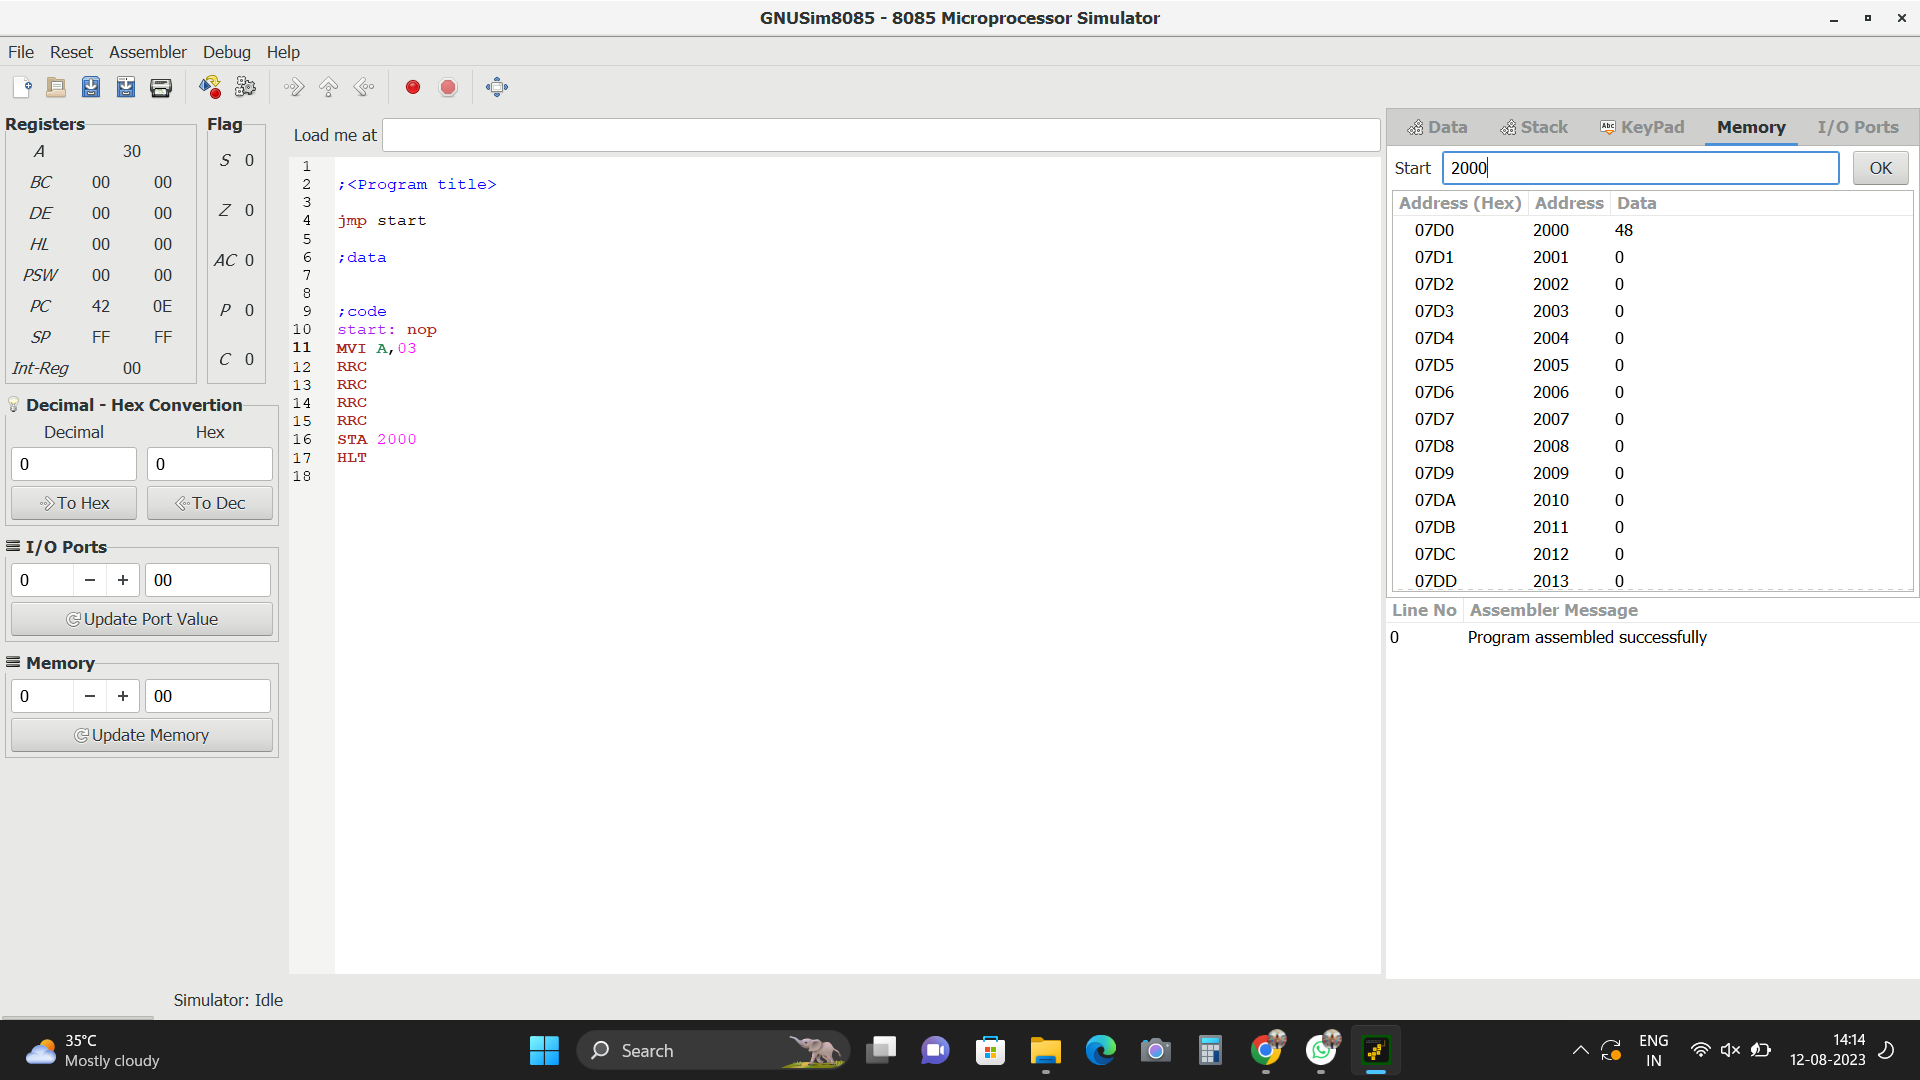 GNUSim8085 - 8085 Microprocessor Simulator
File Reset Assembler Debug Help
Registers
A 30
BC 00 00
DE 00 00
HL 00 00
PSW 00 00
PC 42 0E
SP FF FF
Int-Reg 00
Flag
S 0
Z 0
AC 0
P 0
C 0
Decimal - Hex Convertion
Decimal Hex
0 0
To Hex To Dec
I/O Ports
0 − + 00
Update Port Value
Memory
0 − + 00
Update Memory
Load me at
1
2 ;<Program title>
3
4 jmp start
5
6 ;data
7
8
9 ;code
10 start: nop
11 MVI A,03
12 RRC
13 RRC
14 RRC
15 RRC
16 STA 2000
17 HLT
18
Data Stack Abc KeyPad Memory I/O Ports
Start 2000 OK
Address (Hex) Address Data
07D0 2000 48
07D1 2001 0
07D2 2002 0
07D3 2003 0
07D4 2004 0
07D5 2005 0
07D6 2006 0
07D7 2007 0
07D8 2008 0
07D9 2009 0
07DA 2010 0
07DB 2011 0
07DC 2012 0
07DD 2013 0
Line No Assembler Message
0 Program assembled successfully
Simulator: Idle
35°C
Mostly cloudy
Search
ENG
IN
14:14
12-08-2023